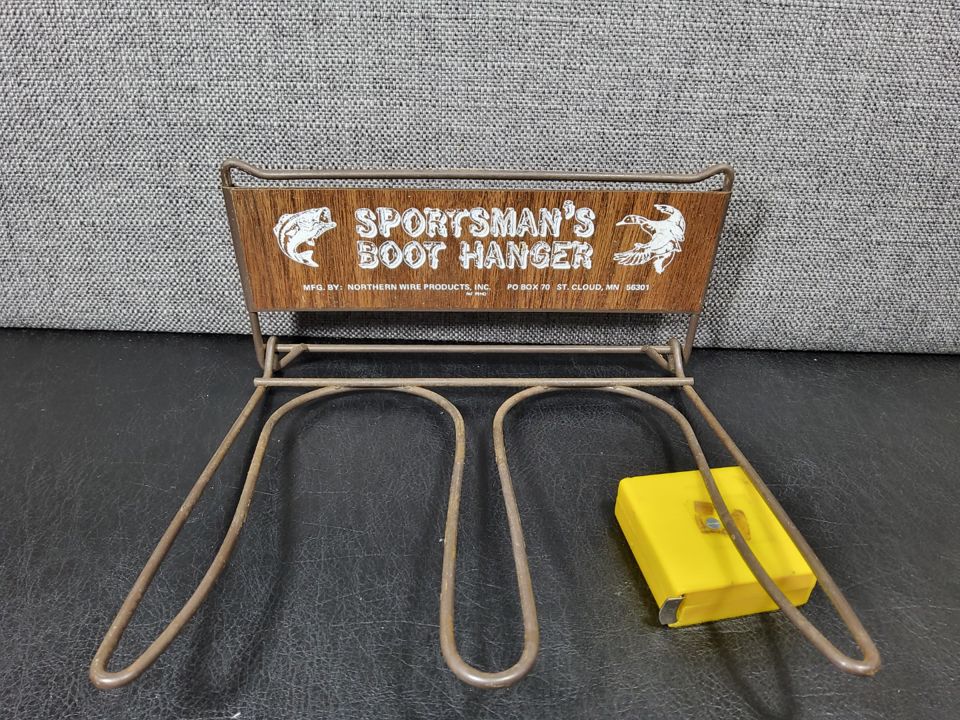 SPORTSMAN'S
BOOT HANGER
MFG. BY: NORTHERN WIRE PRODUCTS, INC. PO BOX 70 ST. CLOUD, MN 56301